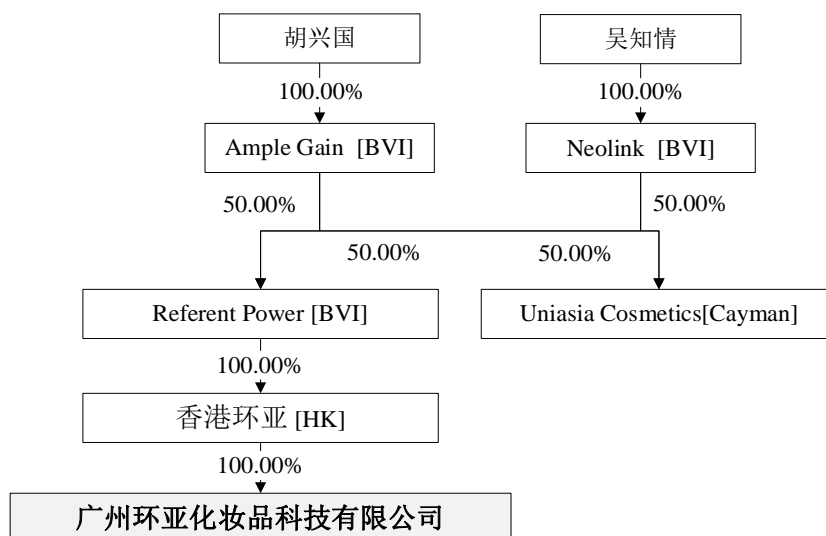 胡兴国
吴知情
100.00%
100.00%
Ample Gain [BVI]
Neolink [BVI]
50.00%
50.00%
50.00%
50.00%
Referent Power [BVI]
Uniasia Cosmetics[Cayman]
100.00%
香港环亚 [HK]
100.00%
广州环亚化妆品科技有限公司